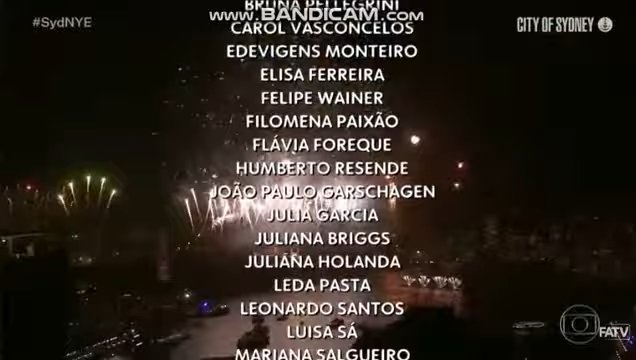 BRUNA PELLEGRINI
www.BANDICAM.com
#SydNYE
CITY OF SYDNEY
CAROL VASCONCELOS
EDEVIGENS MONTEIRO
ELISA FERREIRA
FELIPE WAINER
FILOMENA PAIXÃO
FLÁVIA FOREQUE
HUMBERTO RESENDE
JOÃO PAULO GARSCHAGEN
JULIA GARCIA
JULIANA BRIGGS
JULIANA HOLANDA
LEDA PASTA
LEONARDO SANTOS
LUISA SÁ
MARIANA SALGUEIRO
FATV